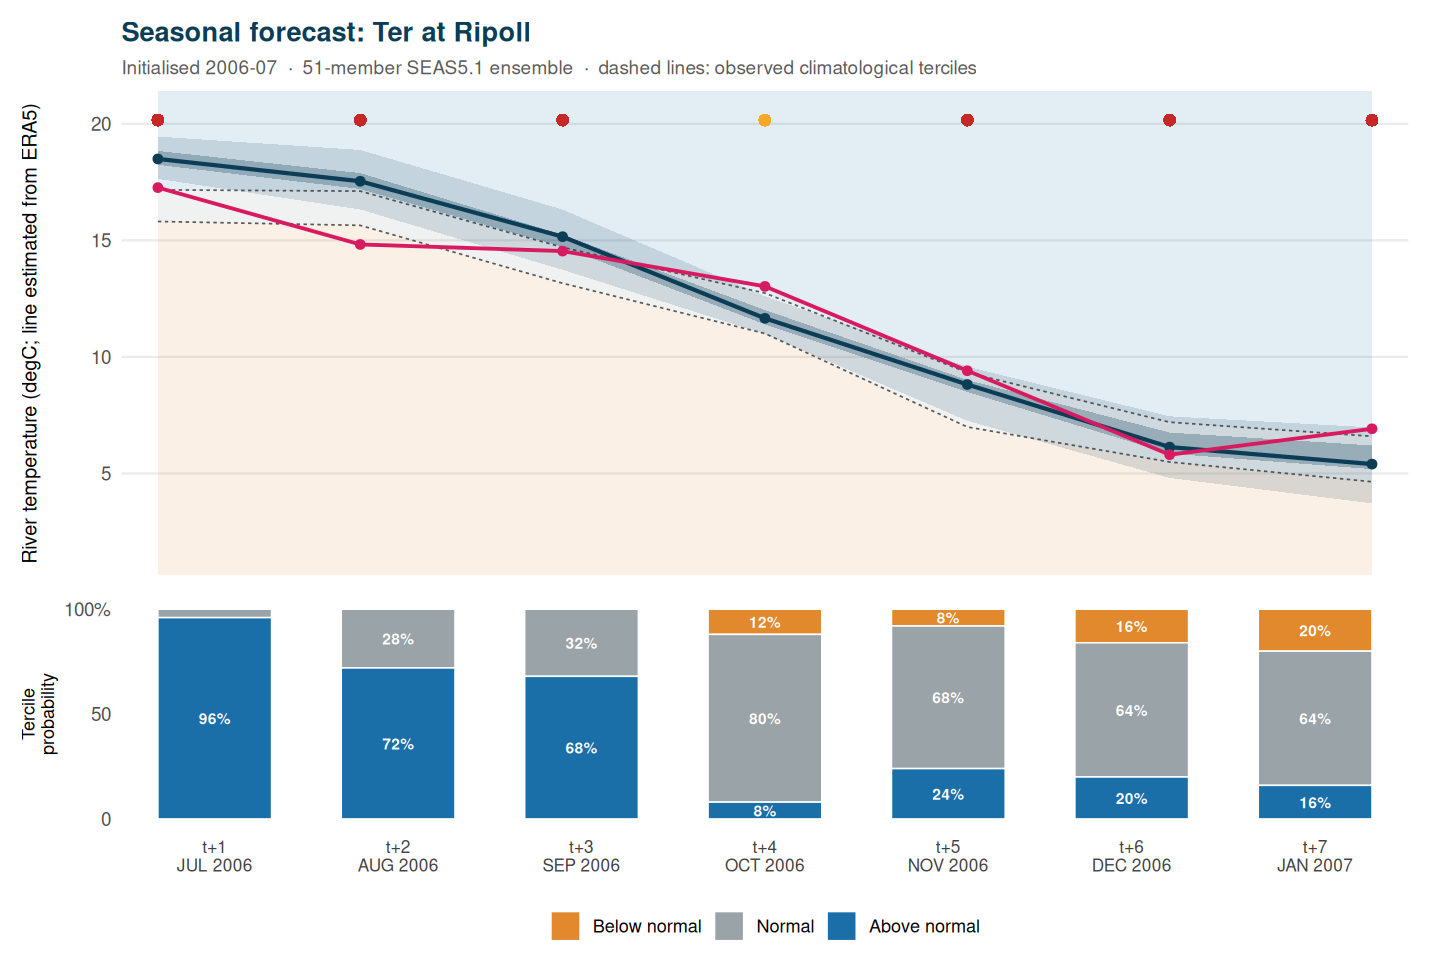 Seasonal forecast: Ter at Ripoll
Initialised 2006-07 · 51-member SEAS5.1 ensemble · dashed lines: observed climatological terciles
River temperature (degC; line estimated from ERA5)
20
15
10
5
Tercile
probability
100%
50
0
96%
28%
72%
32%
68%
12%
80%
8%
8%
68%
24%
16%
64%
20%
20%
64%
16%
t+1
JUL 2006
t+2
AUG 2006
t+3
SEP 2006
t+4
OCT 2006
t+5
NOV 2006
t+6
DEC 2006
t+7
JAN 2007
Below normal
Normal
Above normal